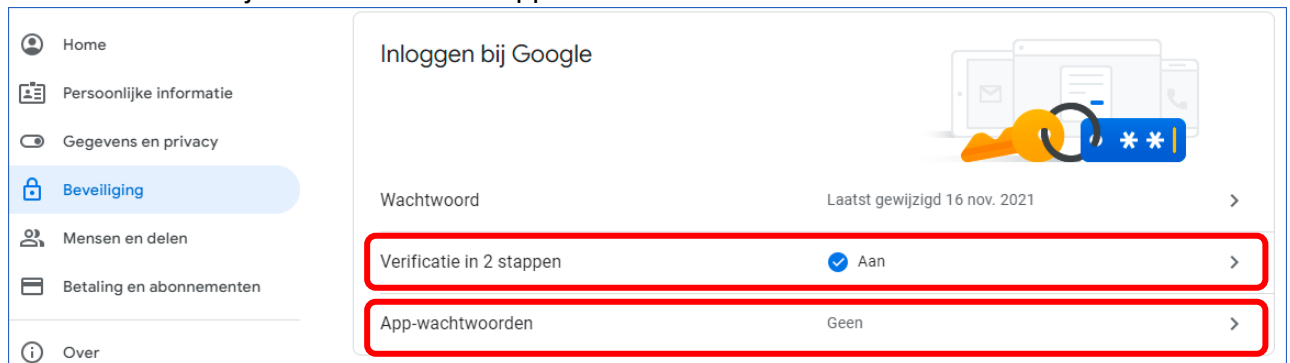 Home
Persoonlijke informatie
Gegevens en privacy
Beveiliging
Mensen en delen
Betaling en abonnementen
Over
Inloggen bij Google
**
Wachtwoord Laatst gewijzigd 16 nov. 2021
Verificatie in 2 stappen Aan
App-wachtwoorden Geen